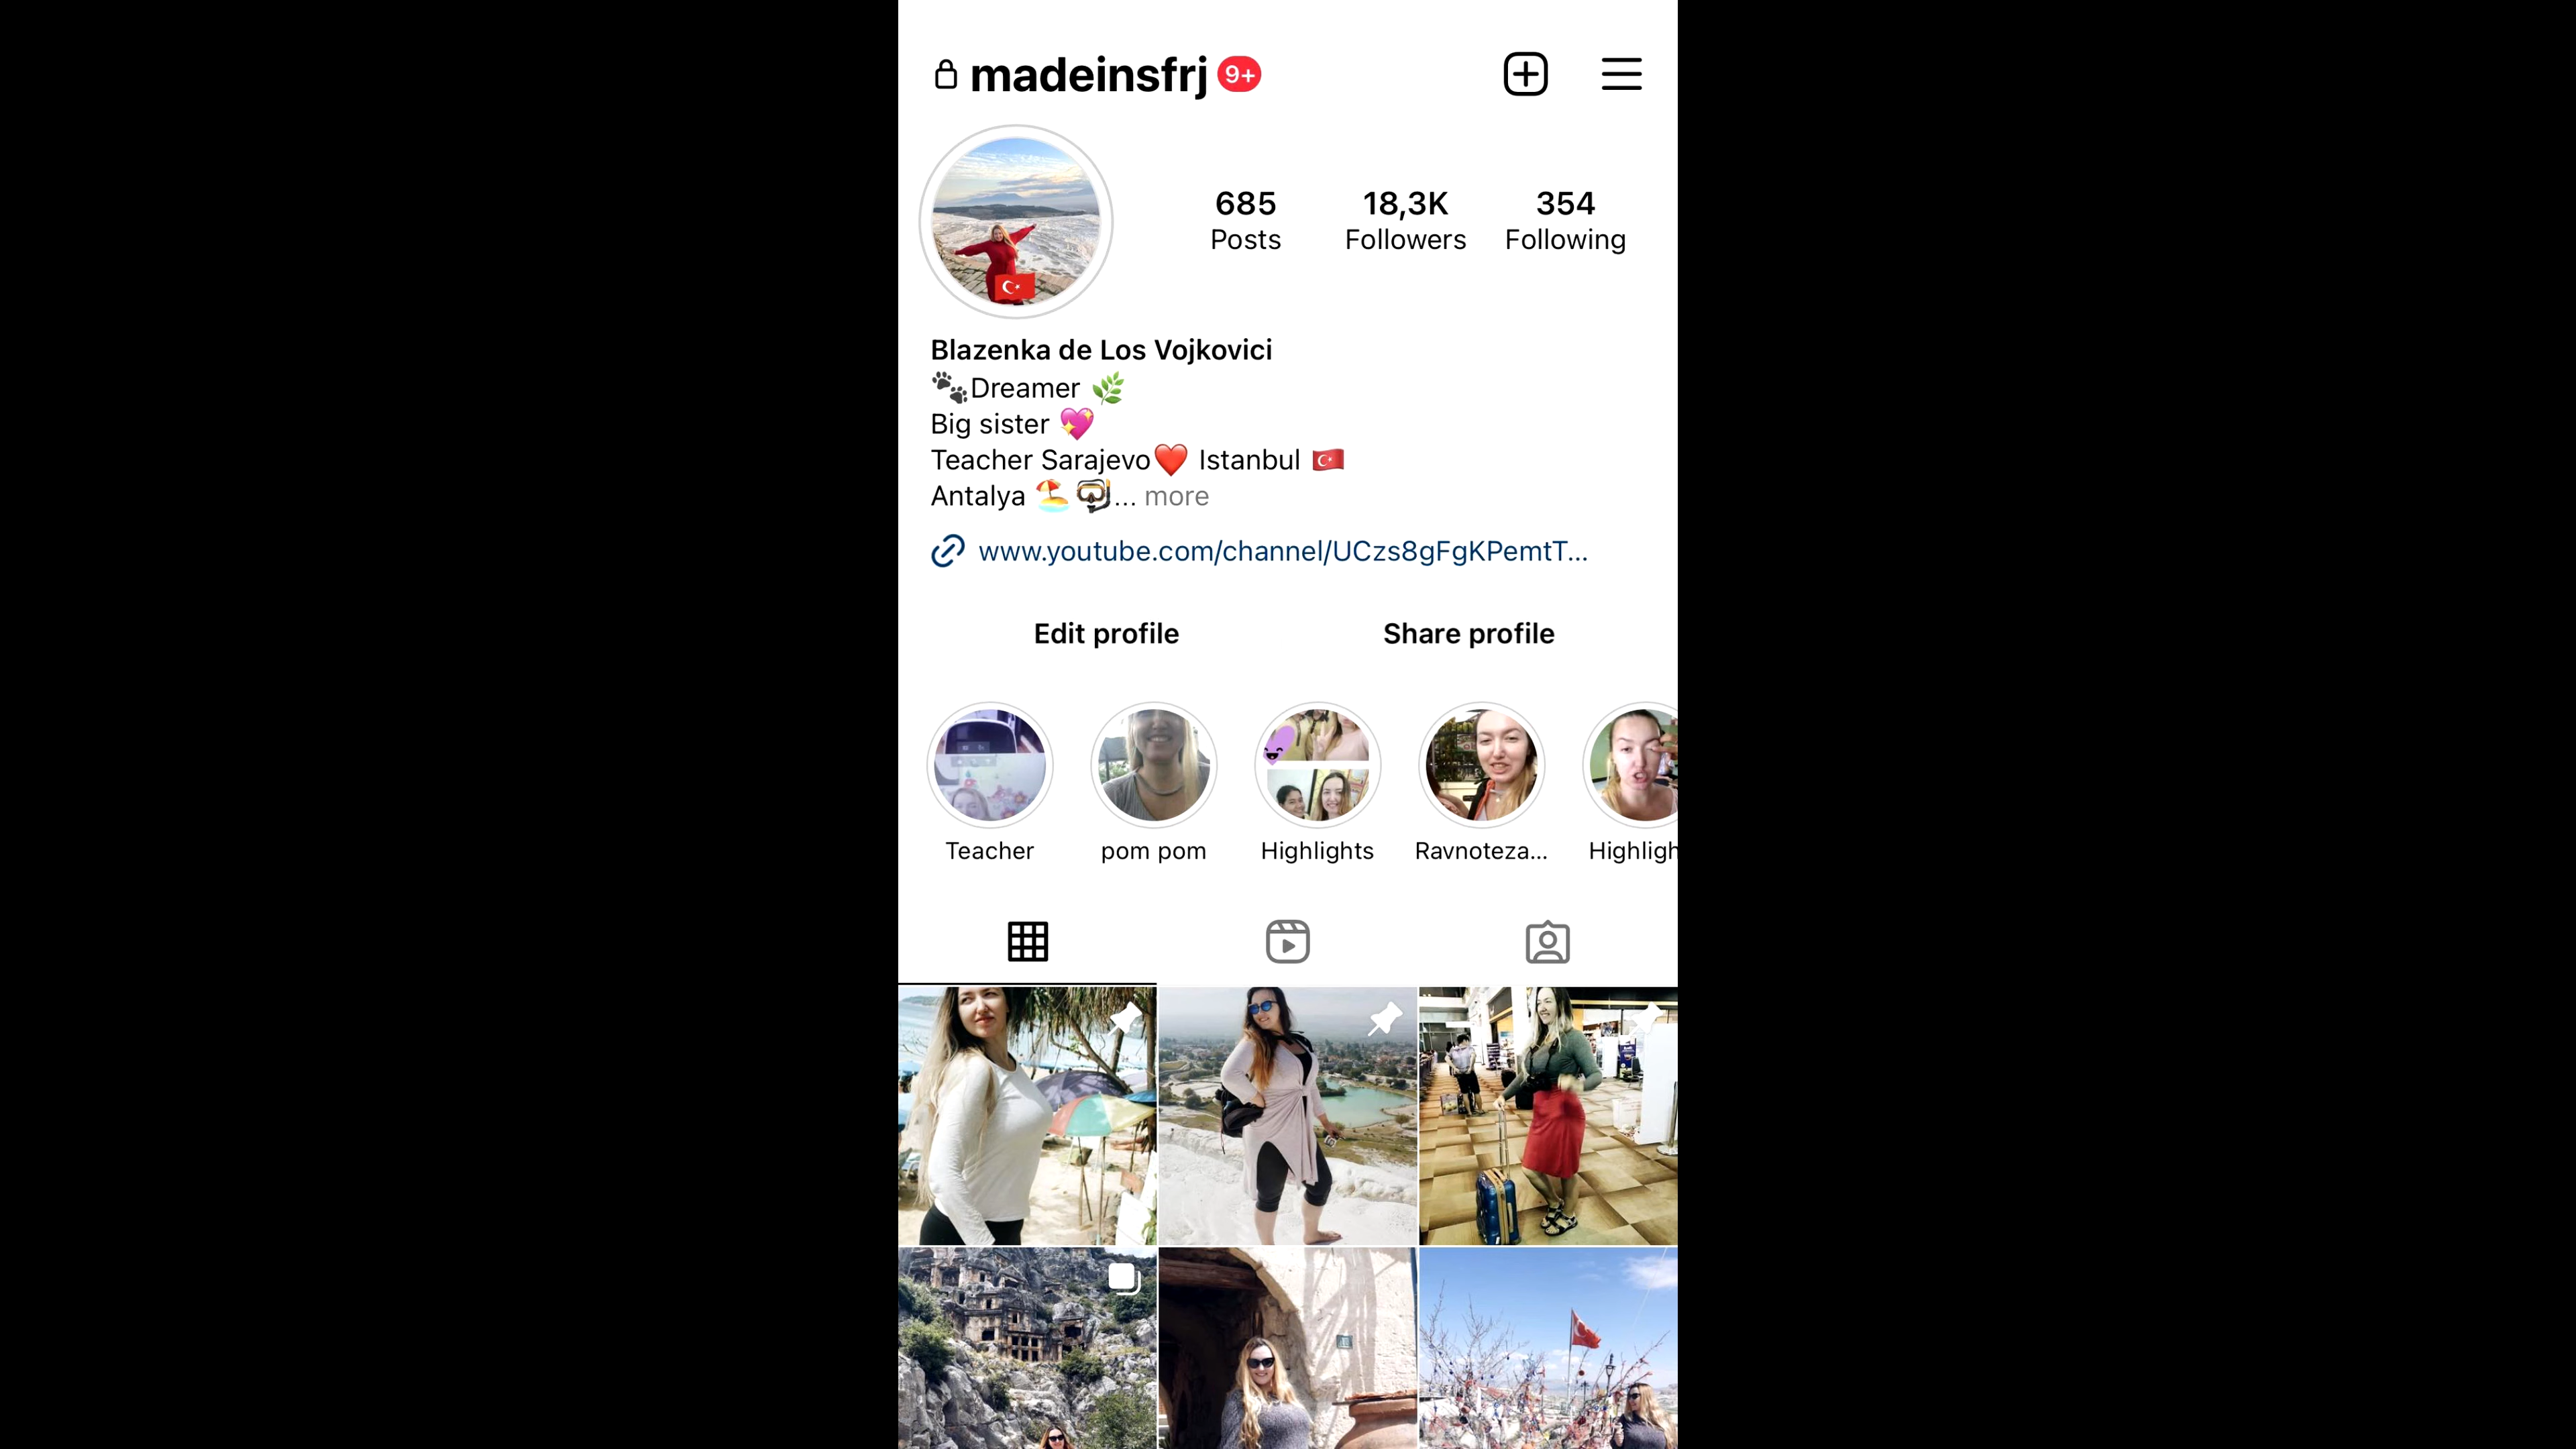 madeinsfrj 9+
685 18,3K 354
Posts Followers Following
Blazenka de Los Vojkovici
🐾Dreamer 🌿
Big sister 💖
Teacher Sarajevo❤️ Istanbul 🇹🇷
Antalya 🏖️🤿... more
www.youtube.com/channel/UCzs8gFgKPemtT...
Edit profile Share profile
Teacher pom pom Highlights Ravnoteza... Highligh